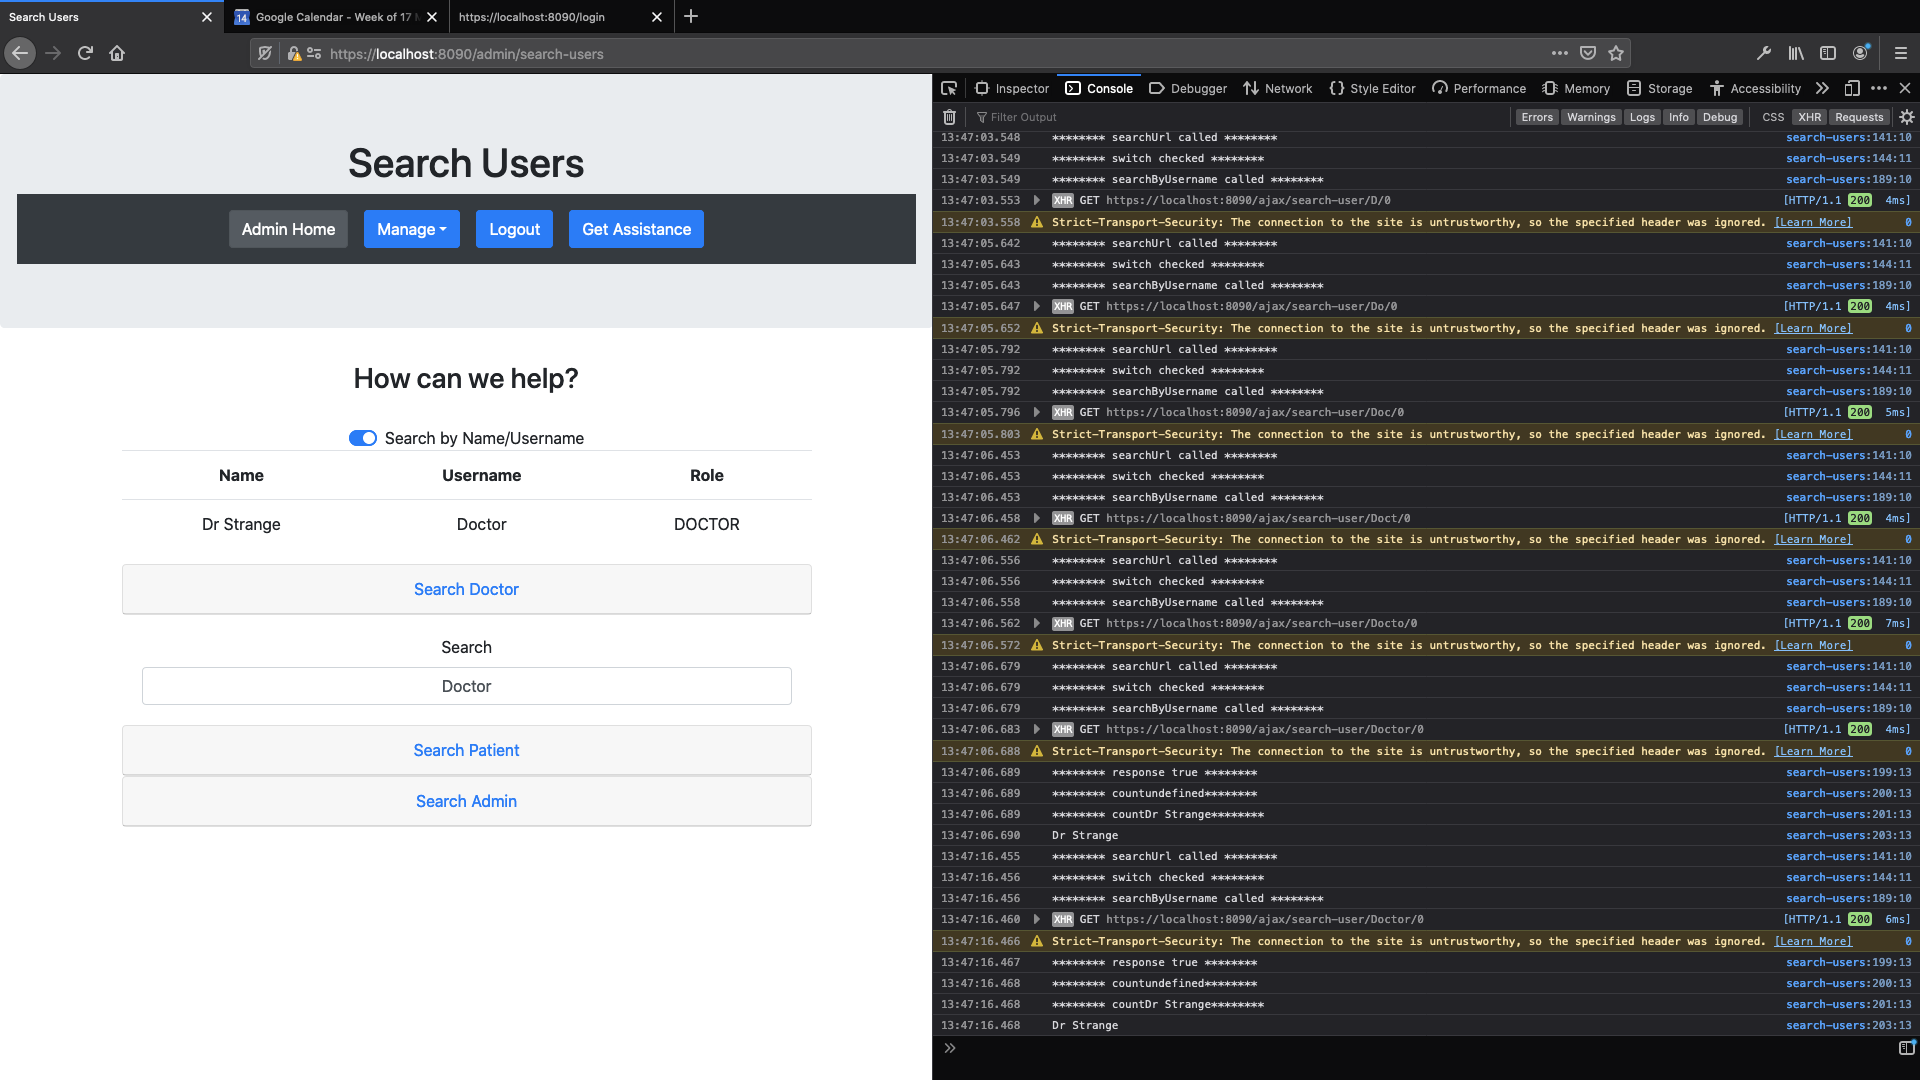 Search Users
Google Calendar - Week of 17 M
https://localhost:8090/login
https://localhost:8090/admin/search-users
Search Users
Admin Home
Manage
Logout
Get Assistance
How can we help?
Search by Name/Username
Name Username Role
Dr Strange Doctor DOCTOR
Search Doctor
Search
Doctor
Search Patient
Search Admin
Inspector Console Debugger Network Style Editor Performance Memory Storage Accessibility
Filter Output Errors Warnings Logs Info Debug CSS XHR Requests
13:47:03.548 ******** searchUrl called ******** search-users:141:10
13:47:03.549 ******** switch checked ******** search-users:144:11
13:47:03.549 ******** searchByUsername called ******** search-users:189:10
13:47:03.553 XHR GET https://localhost:8090/ajax/search-user/D/0 [HTTP/1.1 200 4ms]
13:47:03.558 Strict-Transport-Security: The connection to the site is untrustworthy, so the specified header was ignored. [Learn More] 0
13:47:05.642 ******** searchUrl called ******** search-users:141:10
13:47:05.643 ******** switch checked ******** search-users:144:11
13:47:05.643 ******** searchByUsername called ******** search-users:189:10
13:47:05.647 XHR GET https://localhost:8090/ajax/search-user/Do/0 [HTTP/1.1 200 4ms]
13:47:05.652 Strict-Transport-Security: The connection to the site is untrustworthy, so the specified header was ignored. [Learn More] 0
13:47:05.792 ******** searchUrl called ******** search-users:141:10
13:47:05.792 ******** switch checked ******** search-users:144:11
13:47:05.792 ******** searchByUsername called ******** search-users:189:10
13:47:05.796 XHR GET https://localhost:8090/ajax/search-user/Doc/0 [HTTP/1.1 200 5ms]
13:47:05.803 Strict-Transport-Security: The connection to the site is untrustworthy, so the specified header was ignored. [Learn More] 0
13:47:06.453 ******** searchUrl called ******** search-users:141:10
13:47:06.453 ******** switch checked ******** search-users:144:11
13:47:06.453 ******** searchByUsername called ******** search-users:189:10
13:47:06.458 XHR GET https://localhost:8090/ajax/search-user/Doct/0 [HTTP/1.1 200 4ms]
13:47:06.462 Strict-Transport-Security: The connection to the site is untrustworthy, so the specified header was ignored. [Learn More] 0
13:47:06.556 ******** searchUrl called ******** search-users:141:10
13:47:06.556 ******** switch checked ******** search-users:144:11
13:47:06.558 ******** searchByUsername called ******** search-users:189:10
13:47:06.562 XHR GET https://localhost:8090/ajax/search-user/Docto/0 [HTTP/1.1 200 7ms]
13:47:06.572 Strict-Transport-Security: The connection to the site is untrustworthy, so the specified header was ignored. [Learn More] 0
13:47:06.679 ******** searchUrl called ******** search-users:141:10
13:47:06.679 ******** switch checked ******** search-users:144:11
13:47:06.679 ******** searchByUsername called ******** search-users:189:10
13:47:06.683 XHR GET https://localhost:8090/ajax/search-user/Doctor/0 [HTTP/1.1 200 4ms]
13:47:06.688 Strict-Transport-Security: The connection to the site is untrustworthy, so the specified header was ignored. [Learn More] 0
13:47:06.689 ******** response true ******** search-users:199:13
13:47:06.689 ******** countundefined******** search-users:200:13
13:47:06.689 ******** countDr Strange******** search-users:201:13
13:47:06.690 Dr Strange search-users:203:13
13:47:16.455 ******** searchUrl called ******** search-users:141:10
13:47:16.456 ******** switch checked ******** search-users:144:11
13:47:16.456 ******** searchByUsername called ******** search-users:189:10
13:47:16.460 XHR GET https://localhost:8090/ajax/search-user/Doctor/0 [HTTP/1.1 200 6ms]
13:47:16.466 Strict-Transport-Security: The connection to the site is untrustworthy, so the specified header was ignored. [Learn More] 0
13:47:16.467 ******** response true ******** search-users:199:13
13:47:16.468 ******** countundefined******** search-users:200:13
13:47:16.468 ******** countDr Strange******** search-users:201:13
13:47:16.468 Dr Strange search-users:203:13